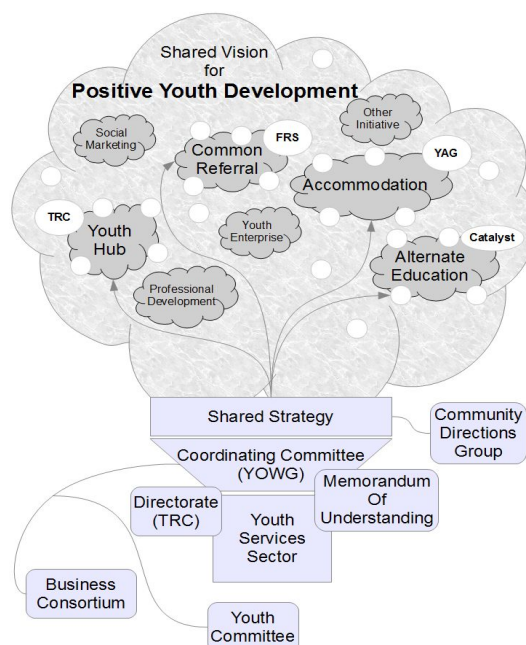 Shared Vision
for
Positive Youth Development
Social
Marketing
Common
Referral
FRS
Other
Initiative
YAG
Accommodation
TRC
Youth
Hub
Youth
Enterprise
Catalyst
Alternate
Education
Professional
Development
Shared Strategy
Community
Directions
Group
Coordinating Committee
(YOWG)
Directorate
(TRC)
Memorandum
Of
Understanding
Youth
Services
Sector
Business
Consortium
Youth
Committee